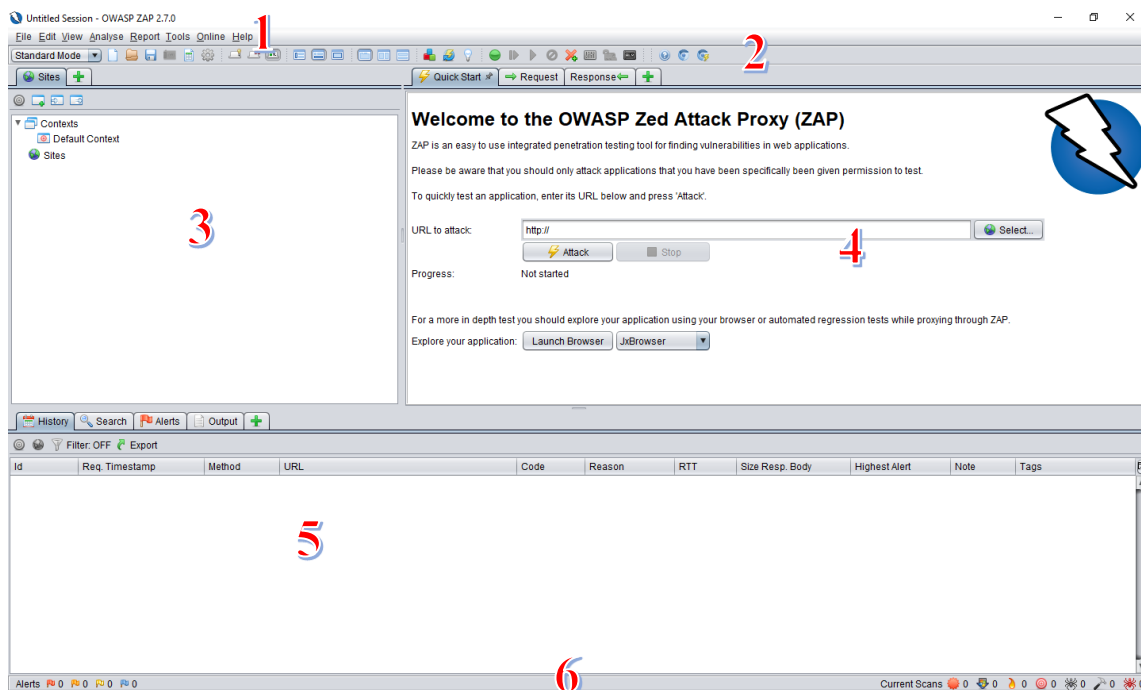 Untitled Session - OWASP ZAP 2.7.0
File Edit View Analyse Report Tools Online Help
1
Standard Mode
2
Sites
Quick Start Request Response
Contexts
Default Context
Sites
3
Welcome to the OWASP Zed Attack Proxy (ZAP)
ZAP is an easy to use integrated penetration testing tool for finding vulnerabilities in web applications.
Please be aware that you should only attack applications that you have been specifically been given permission to test.
To quickly test an application, enter its URL below and press 'Attack'.
URL to attack: http:// Select...
4
Attack Stop
Progress: Not started
For a more in depth test you should explore your application using your browser or automated regression tests while proxying through ZAP.
Explore your application: Launch Browser JxBrowser
History Search Alerts Output
Filter: OFF Export
Id Req. Timestamp Method URL Code Reason RTT Size Resp. Body Highest Alert Note Tags
5
6
Alerts 0 0 0 0 Current Scans 0 0 0 0 0 0 0